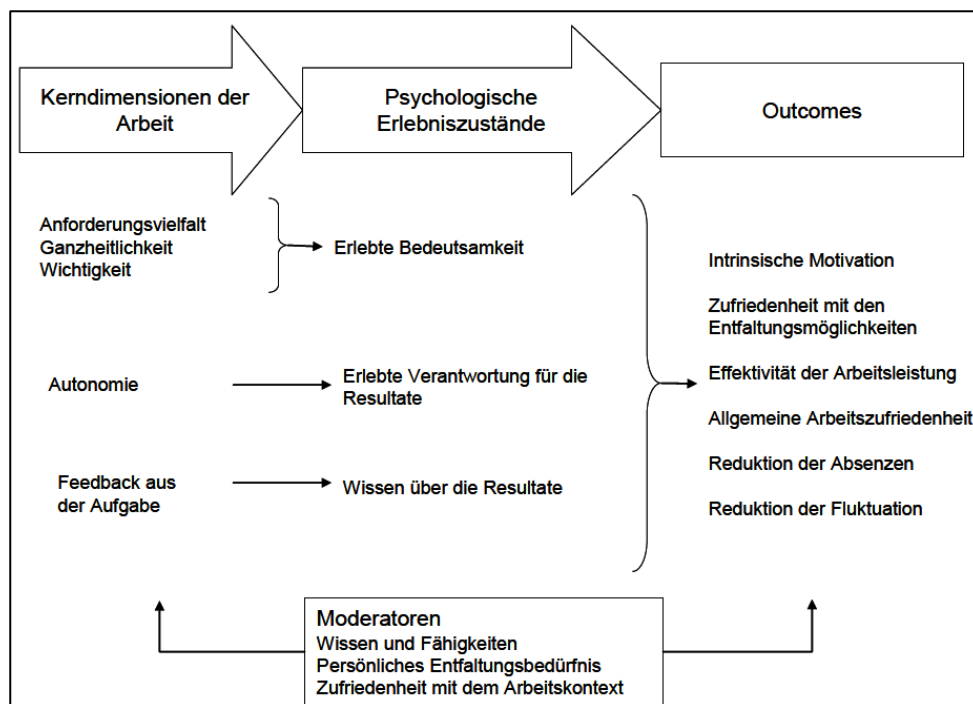 Kerndimensionen der
Arbeit
Psychologische
Erlebniszustände
Outcomes
Anforderungsvielfalt
Ganzheitlichkeit
Wichtigkeit
Erlebte Bedeutsamkeit
Autonomie
Erlebte Verantwortung für die
Resultate
Feedback aus
der Aufgabe
Wissen über die Resultate
Intrinsische Motivation
Zufriedenheit mit den
Entfaltungsmöglichkeiten
Effektivität der Arbeitsleistung
Allgemeine Arbeitszufriedenheit
Reduktion der Absenzen
Reduktion der Fluktuation
Moderatoren
Wissen und Fähigkeiten
Persönliches Entfaltungsbedürfnis
Zufriedenheit mit dem Arbeitskontext